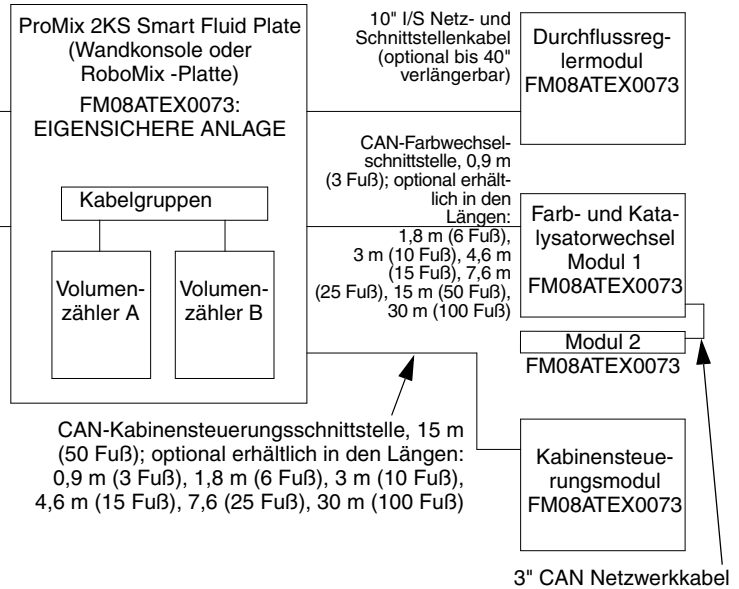 ProMix 2KS Smart Fluid Plate
(Wandkonsole oder
RoboMix -Platte)
FM08ATEX0073:
EIGENSICHERE ANLAGE
Kabelgruppen
Volumen-
zähler A
Volumen-
zähler B
10" I/S Netz- und
Schnittstellenkabel
(optional bis 40"
verlängerbar)
Durchflussreg-
lermodul
FM08ATEX0073
CAN-Farbwechsel-
schnittstelle, 0,9 m
(3 Fuß); optional erhält-
lich in den
Längen:
1,8 m (6 Fuß),
3 m (10 Fuß), 4,6 m
(15 Fuß), 7,6 m
(25 Fuß), 15 m (50 Fuß),
30 m (100 Fuß)
Farb- und Kata-
lysatorwechsel
Modul 1
FM08ATEX0073
Modul 2
FM08ATEX0073
CAN-Kabinensteuerungsschnittstelle, 15 m
(50 Fuß); optional erhältlich in den Längen:
0,9 m (3 Fuß), 1,8 m (6 Fuß), 3 m (10 Fuß),
4,6 m (15 Fuß), 7,6 (25 Fuß), 30 m (100 Fuß)
Kabinensteue-
rungsmodul
FM08ATEX0073
3" CAN Netzwerkkabel